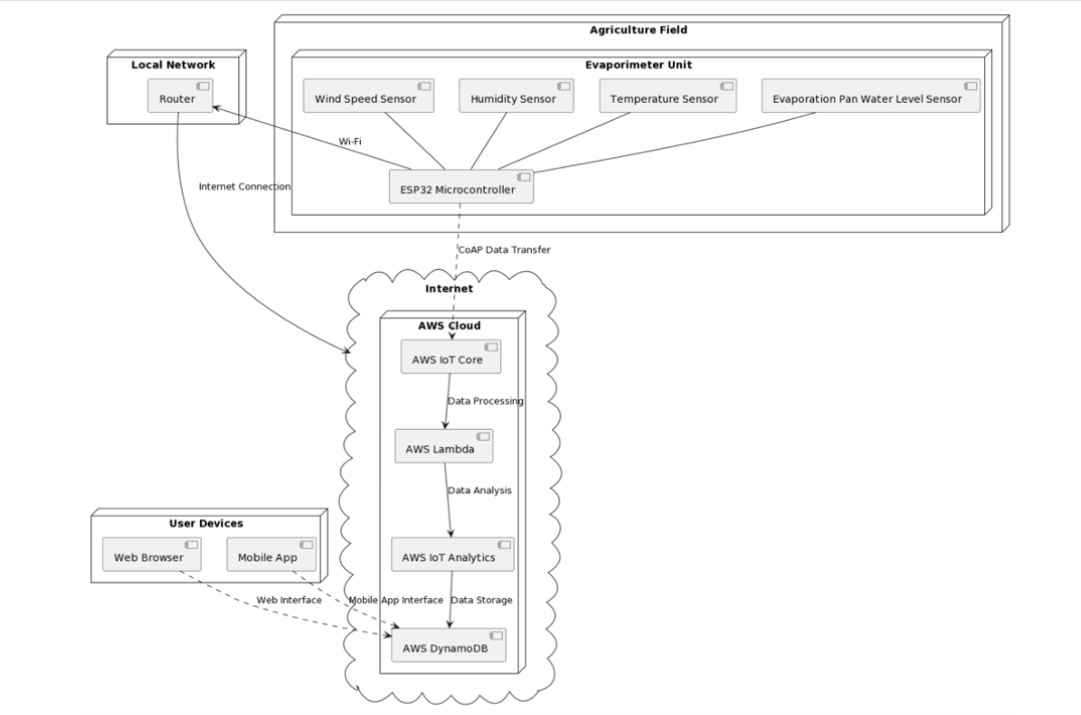 Agriculture Field
Local Network
Evaporimeter Unit
Router
Wind Speed Sensor
Humidity Sensor
Temperature Sensor
Evaporation Pan Water Level Sensor
Wi-Fi
Internet Connection
ESP32 Microcontroller
CoAP Data Transfer
Internet
AWS Cloud
AWS IoT Core
Data Processing
AWS Lambda
Data Analysis
User Devices
Web Browser
Mobile App
AWS IoT Analytics
Web Interface
Mobile App Interface
Data Storage
AWS DynamoDB